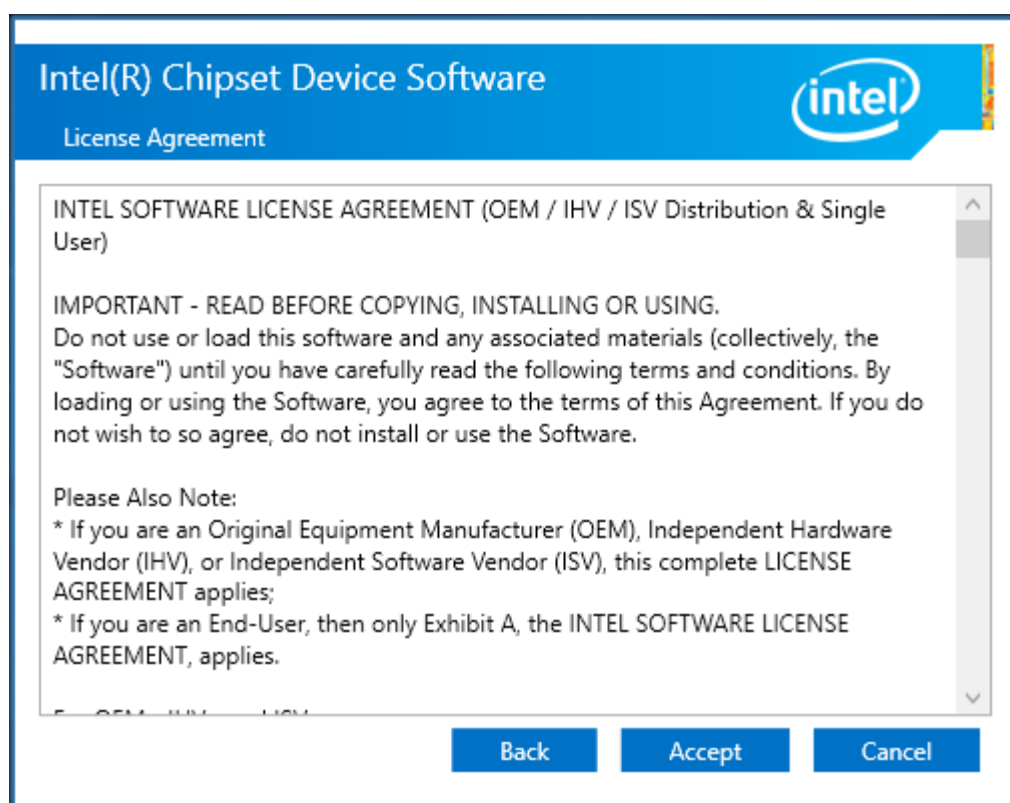 Intel(R) Chipset Device Software
intel
License Agreement
INTEL SOFTWARE LICENSE AGREEMENT (OEM / IHV / ISV Distribution & Single
User)
IMPORTANT - READ BEFORE COPYING, INSTALLING OR USING.
Do not use or load this software and any associated materials (collectively, the
"Software") until you have carefully read the following terms and conditions. By
loading or using the Software, you agree to the terms of this Agreement. If you do
not wish to so agree, do not install or use the Software.
Please Also Note:
* If you are an Original Equipment Manufacturer (OEM), Independent Hardware
Vendor (IHV), or Independent Software Vendor (ISV), this complete LICENSE
AGREEMENT applies;
* If you are an End-User, then only Exhibit A, the INTEL SOFTWARE LICENSE
AGREEMENT, applies.
Back
Accept
Cancel